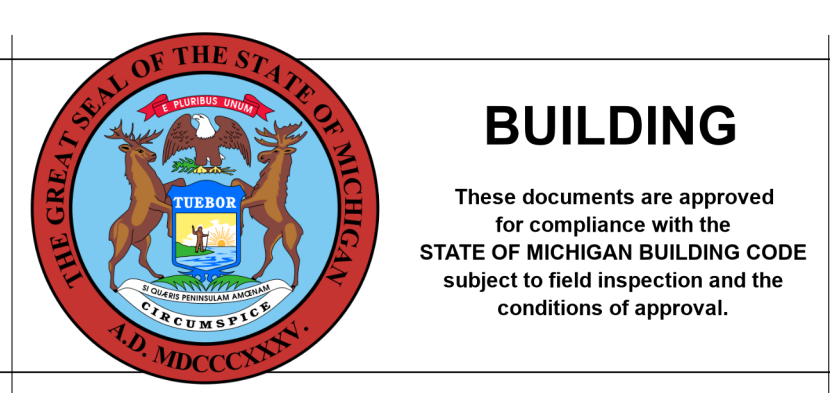 THE GREAT SEAL OF THE STATE OF MICHIGAN
E PLURIBUS UNUM
TUEBOR
SI QUÆRIS PENINSULAM AMŒNAM
CIRCUMSPICE
A.D. MDCCCXXXV.
BUILDING
These documents are approved
for compliance with the
STATE OF MICHIGAN BUILDING CODE
subject to field inspection and the
conditions of approval.